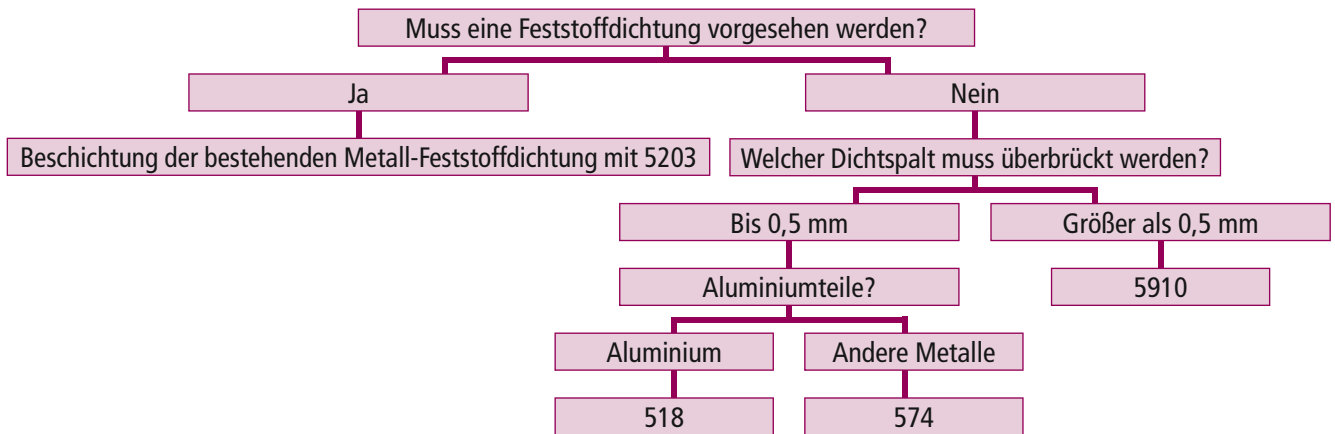 Muss eine Feststoffdichtung vorgesehen werden?
Ja
Nein
Beschichtung der bestehenden Metall-Feststoffdichtung mit 5203
Welcher Dichtspalt muss überbrückt werden?
Bis 0,5 mm
Größer als 0,5 mm
Aluminiumteile?
5910
Aluminium
Andere Metalle
518
574